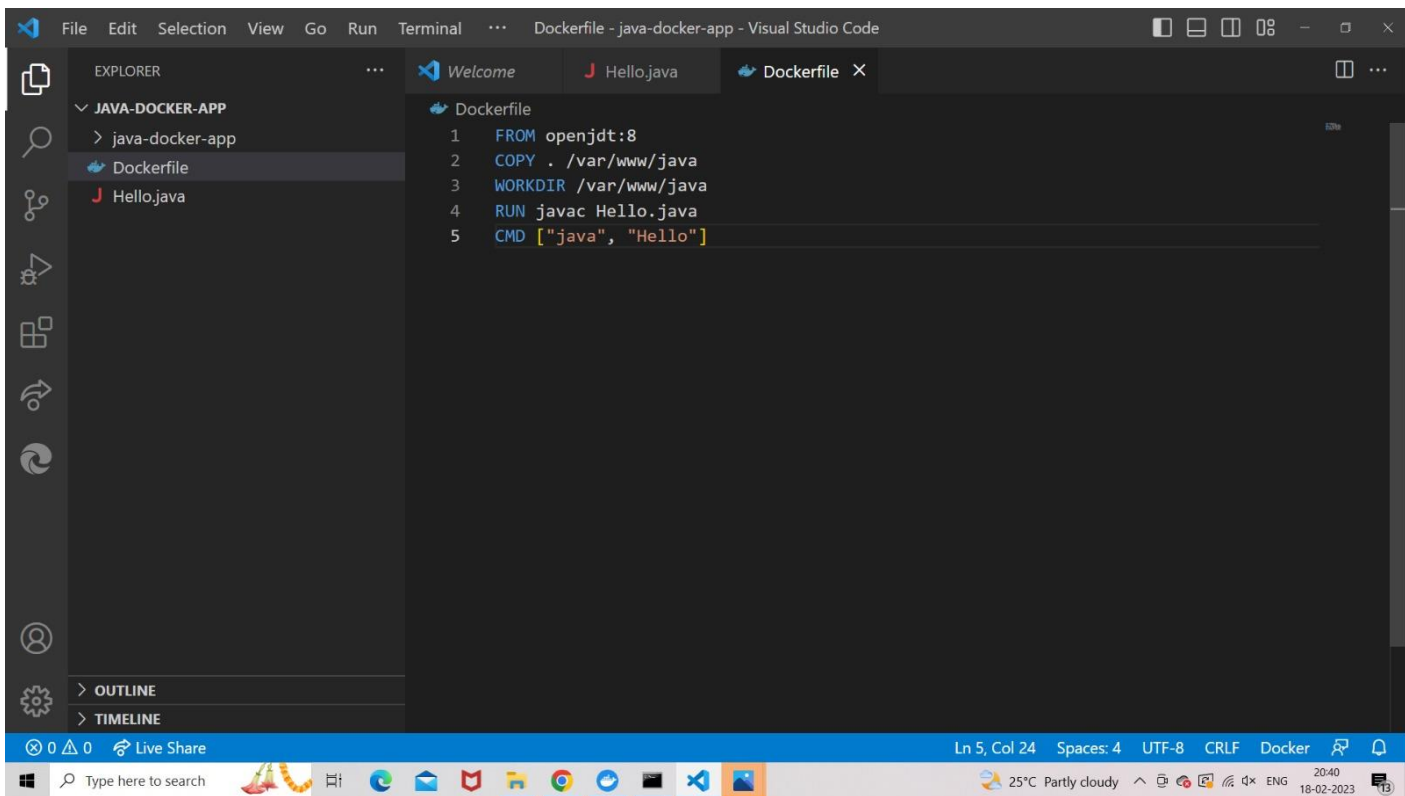 File Edit Selection View Go Run Terminal ··· Dockerfile - java-docker-app - Visual Studio Code
EXPLORER ···
Welcome
J Hello.java
Dockerfile
JAVA-DOCKER-APP
java-docker-app
Dockerfile
J Hello.java
Dockerfile
1 FROM openjdt:8
2 COPY . /var/www/java
3 WORKDIR /var/www/java
4 RUN javac Hello.java
5 CMD ["java", "Hello"]
OUTLINE
TIMELINE
0 0 Live Share
Ln 5, Col 24 Spaces: 4 UTF-8 CRLF Docker
Type here to search
25°C Partly cloudy ENG
20:40
18-02-2023
13